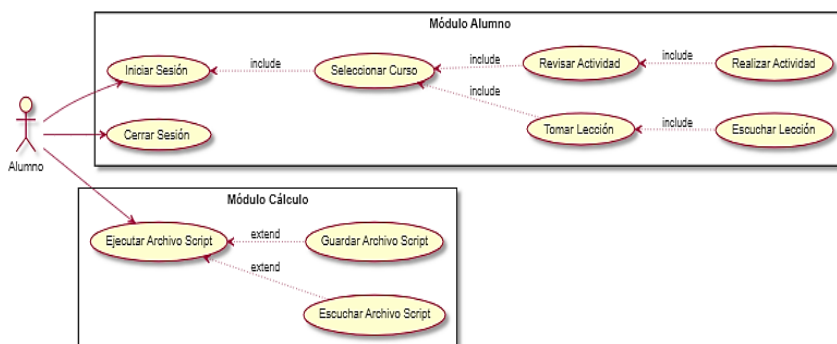 Módulo Alumno
Iniciar Sesión
include
Seleccionar Curso
include
Revisar Actividad
include
Realizar Actividad
include
Cerrar Sesión
Tomar Lección
include
Escuchar Lección
Alumno
Módulo Cálculo
Ejecutar Archivo Script
extend
Guardar Archivo Script
extend
Escuchar Archivo Script